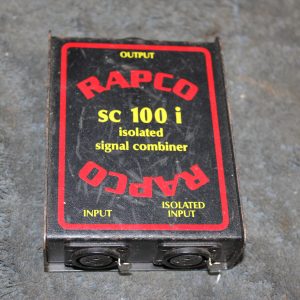 OUTPUT
RAPCO
sc 100 i
isolated
signal combiner
RAPCO
INPUT
ISOLATED
INPUT